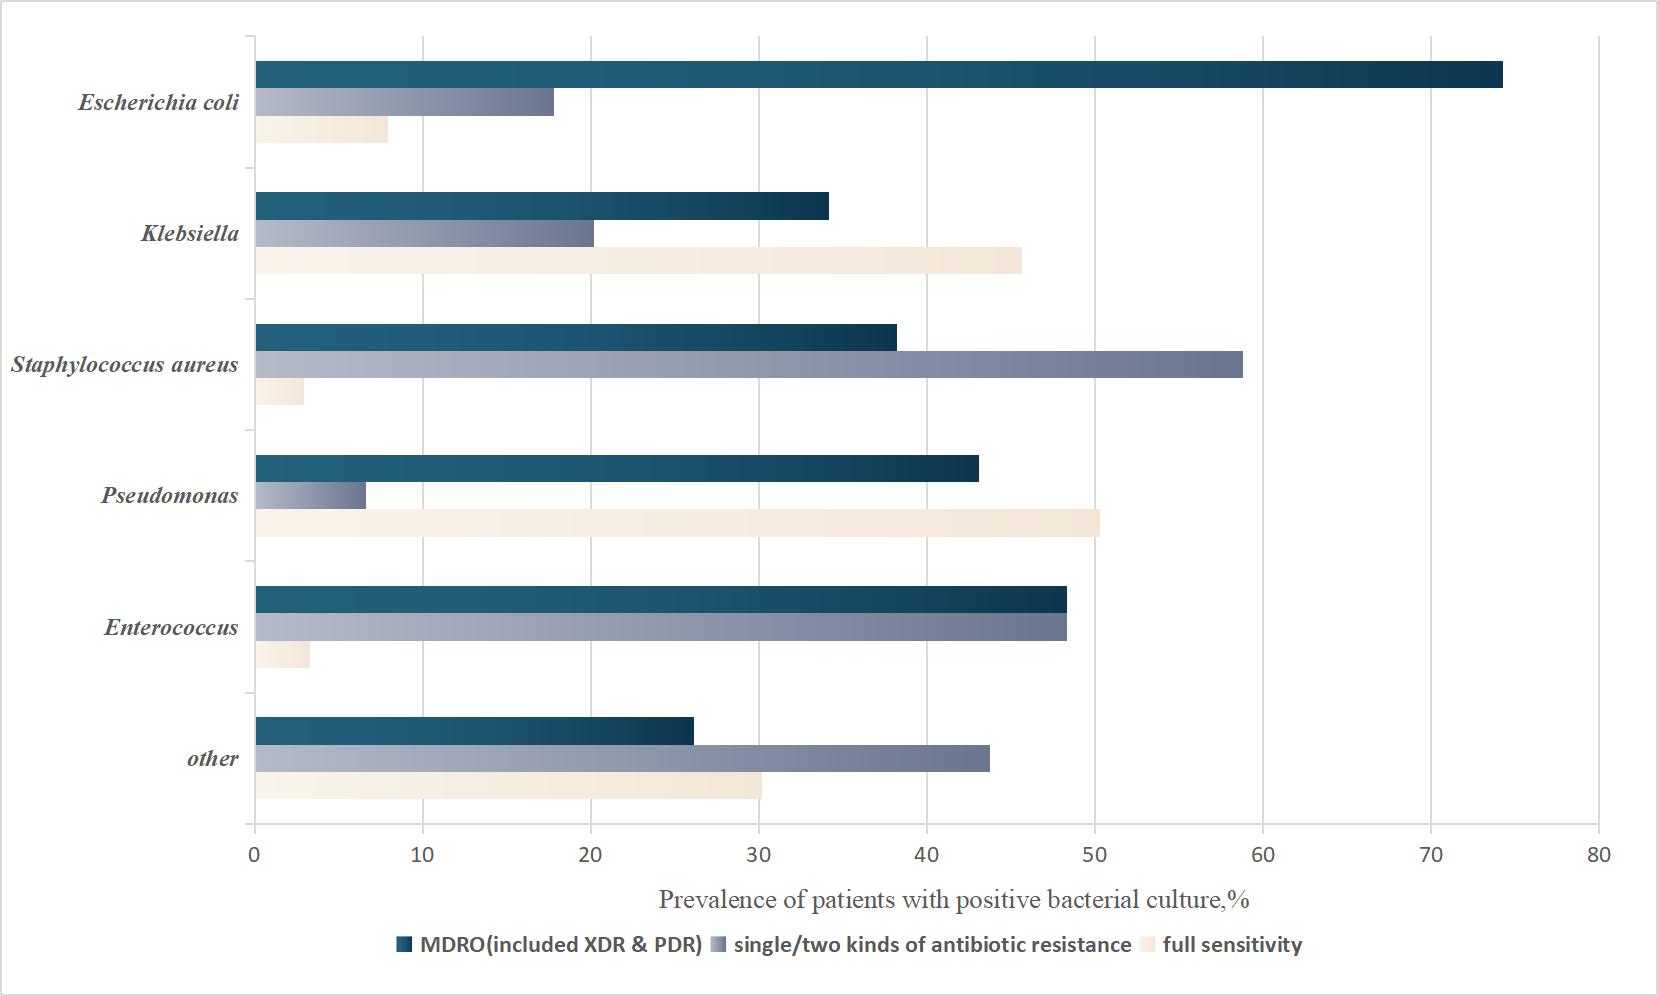 Escherichia coli
Klebsiella
Staphylococcus aureus
Pseudomonas
Enterococcus
other
0 10 20 30 40 50 60 70 80
Prevalence of patients with positive bacterial culture,%
MDRO(included XDR & PDR) single/two kinds of antibiotic resistance full sensitivity